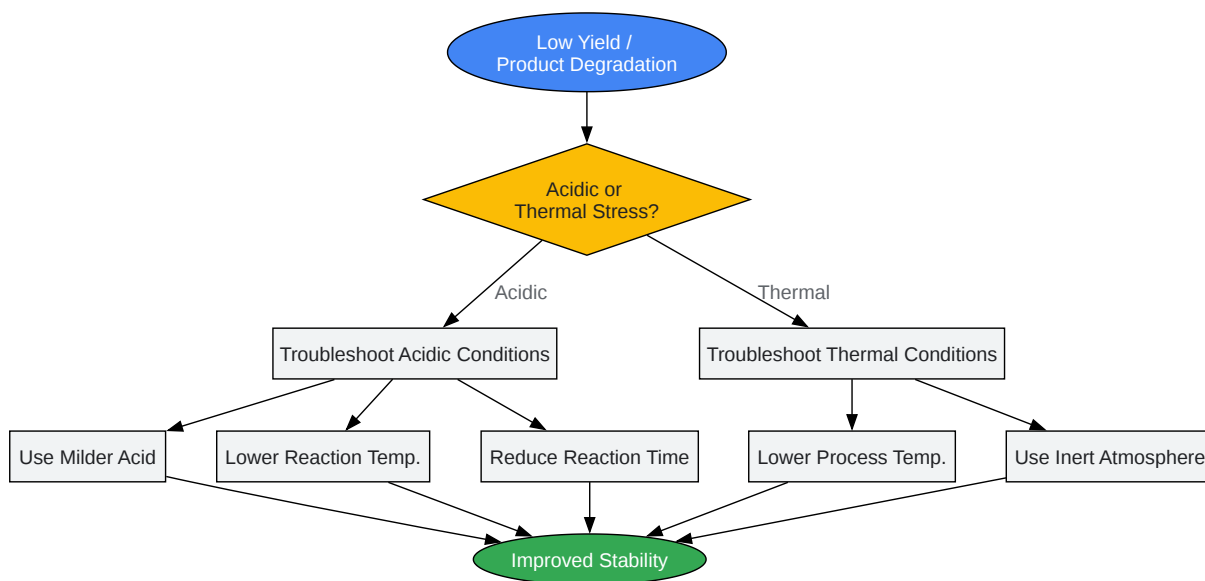 Low Yield /
Product Degradation
Acidic or
Thermal Stress?
Acidic
Thermal
Troubleshoot Acidic Conditions
Troubleshoot Thermal Conditions
Use Milder Acid
Lower Reaction Temp.
Reduce Reaction Time
Lower Process Temp.
Use Inert Atmosphere
Improved Stability